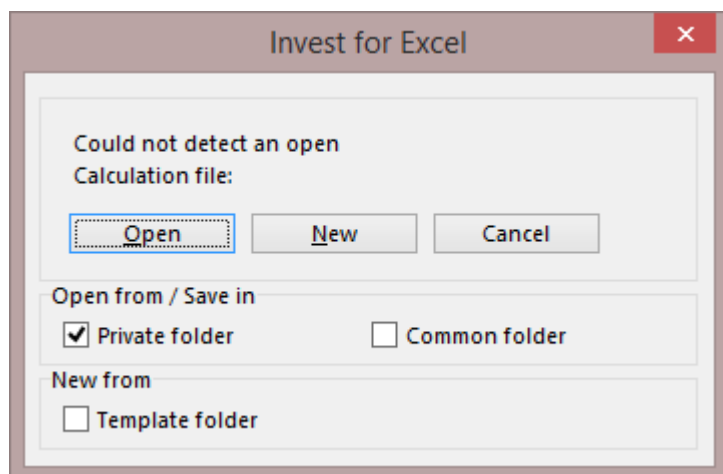 Invest for Excel
Could not detect an open
Calculation file:
Open New Cancel
Open from / Save in
Private folder Common folder
New from
Template folder